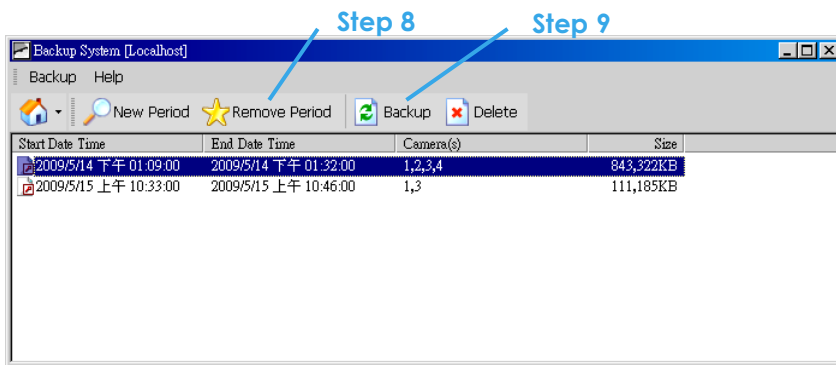 Step 8 Step 9
Backup System [Localhost]
Backup Help
New Period Remove Period Backup Delete
Start Date Time End Date Time Camera(s) Size
2009/5/14 下午 01:09:00 2009/5/14 下午 01:32:00 1,2,3,4 843,322KB
2009/5/15 上午 10:33:00 2009/5/15 上午 10:46:00 1,3 111,185KB